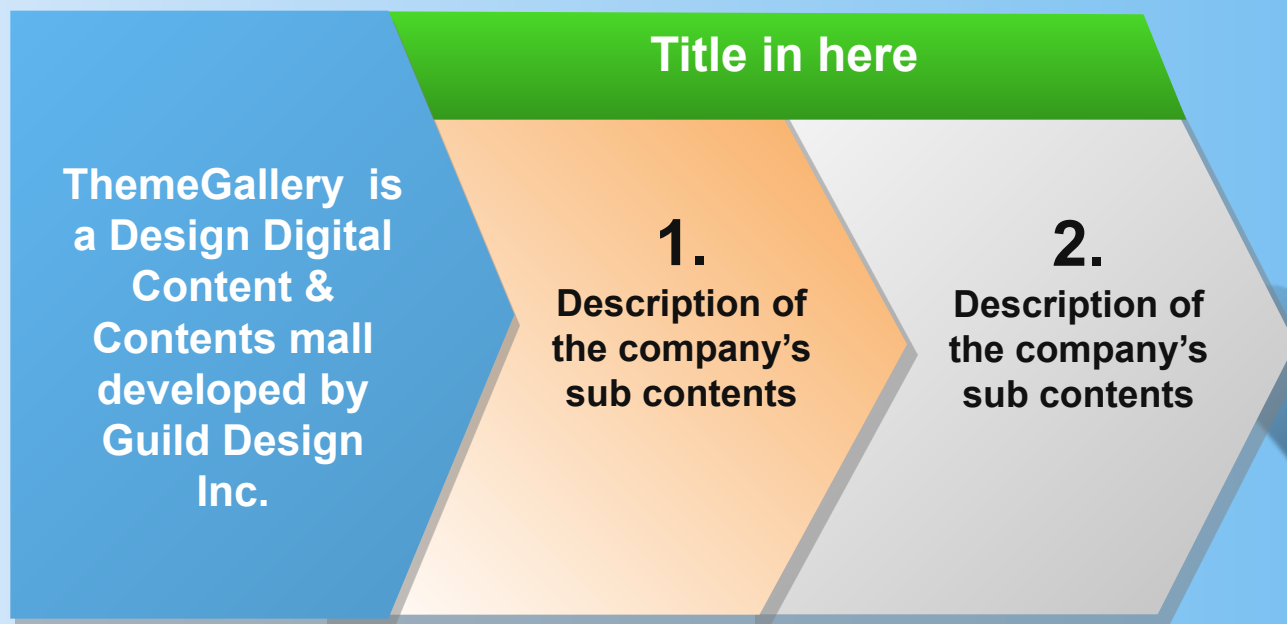 Title in here
ThemeGallery  is
a Design Digital
Content &
Contents mall
developed by
Guild Design
Inc.
1.
Description of
the company’s
sub contents
2.
Description of
the company’s
sub contents